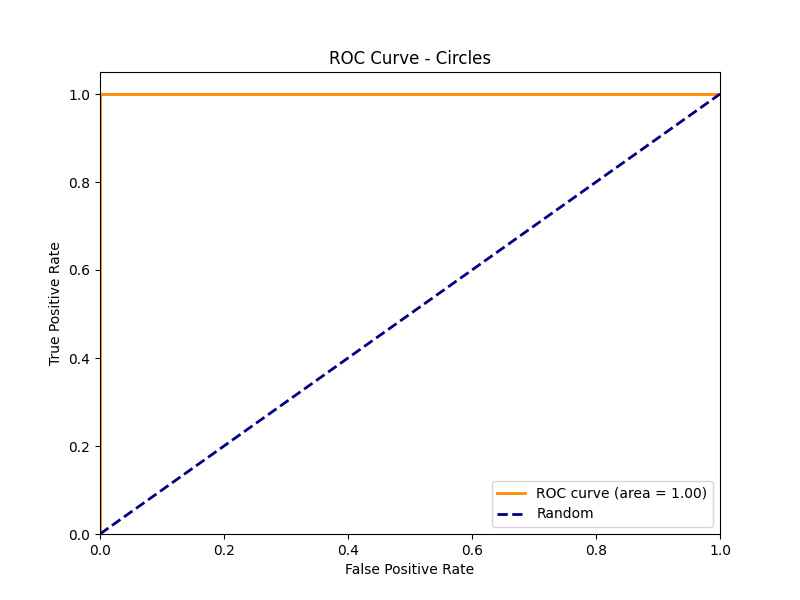 ROC Curve - Circles
True Positive Rate
1.0
0.8
0.6
0.4
0.2
0.0
0.0 0.2 0.4 0.6 0.8 1.0
False Positive Rate
ROC curve (area = 1.00)
Random